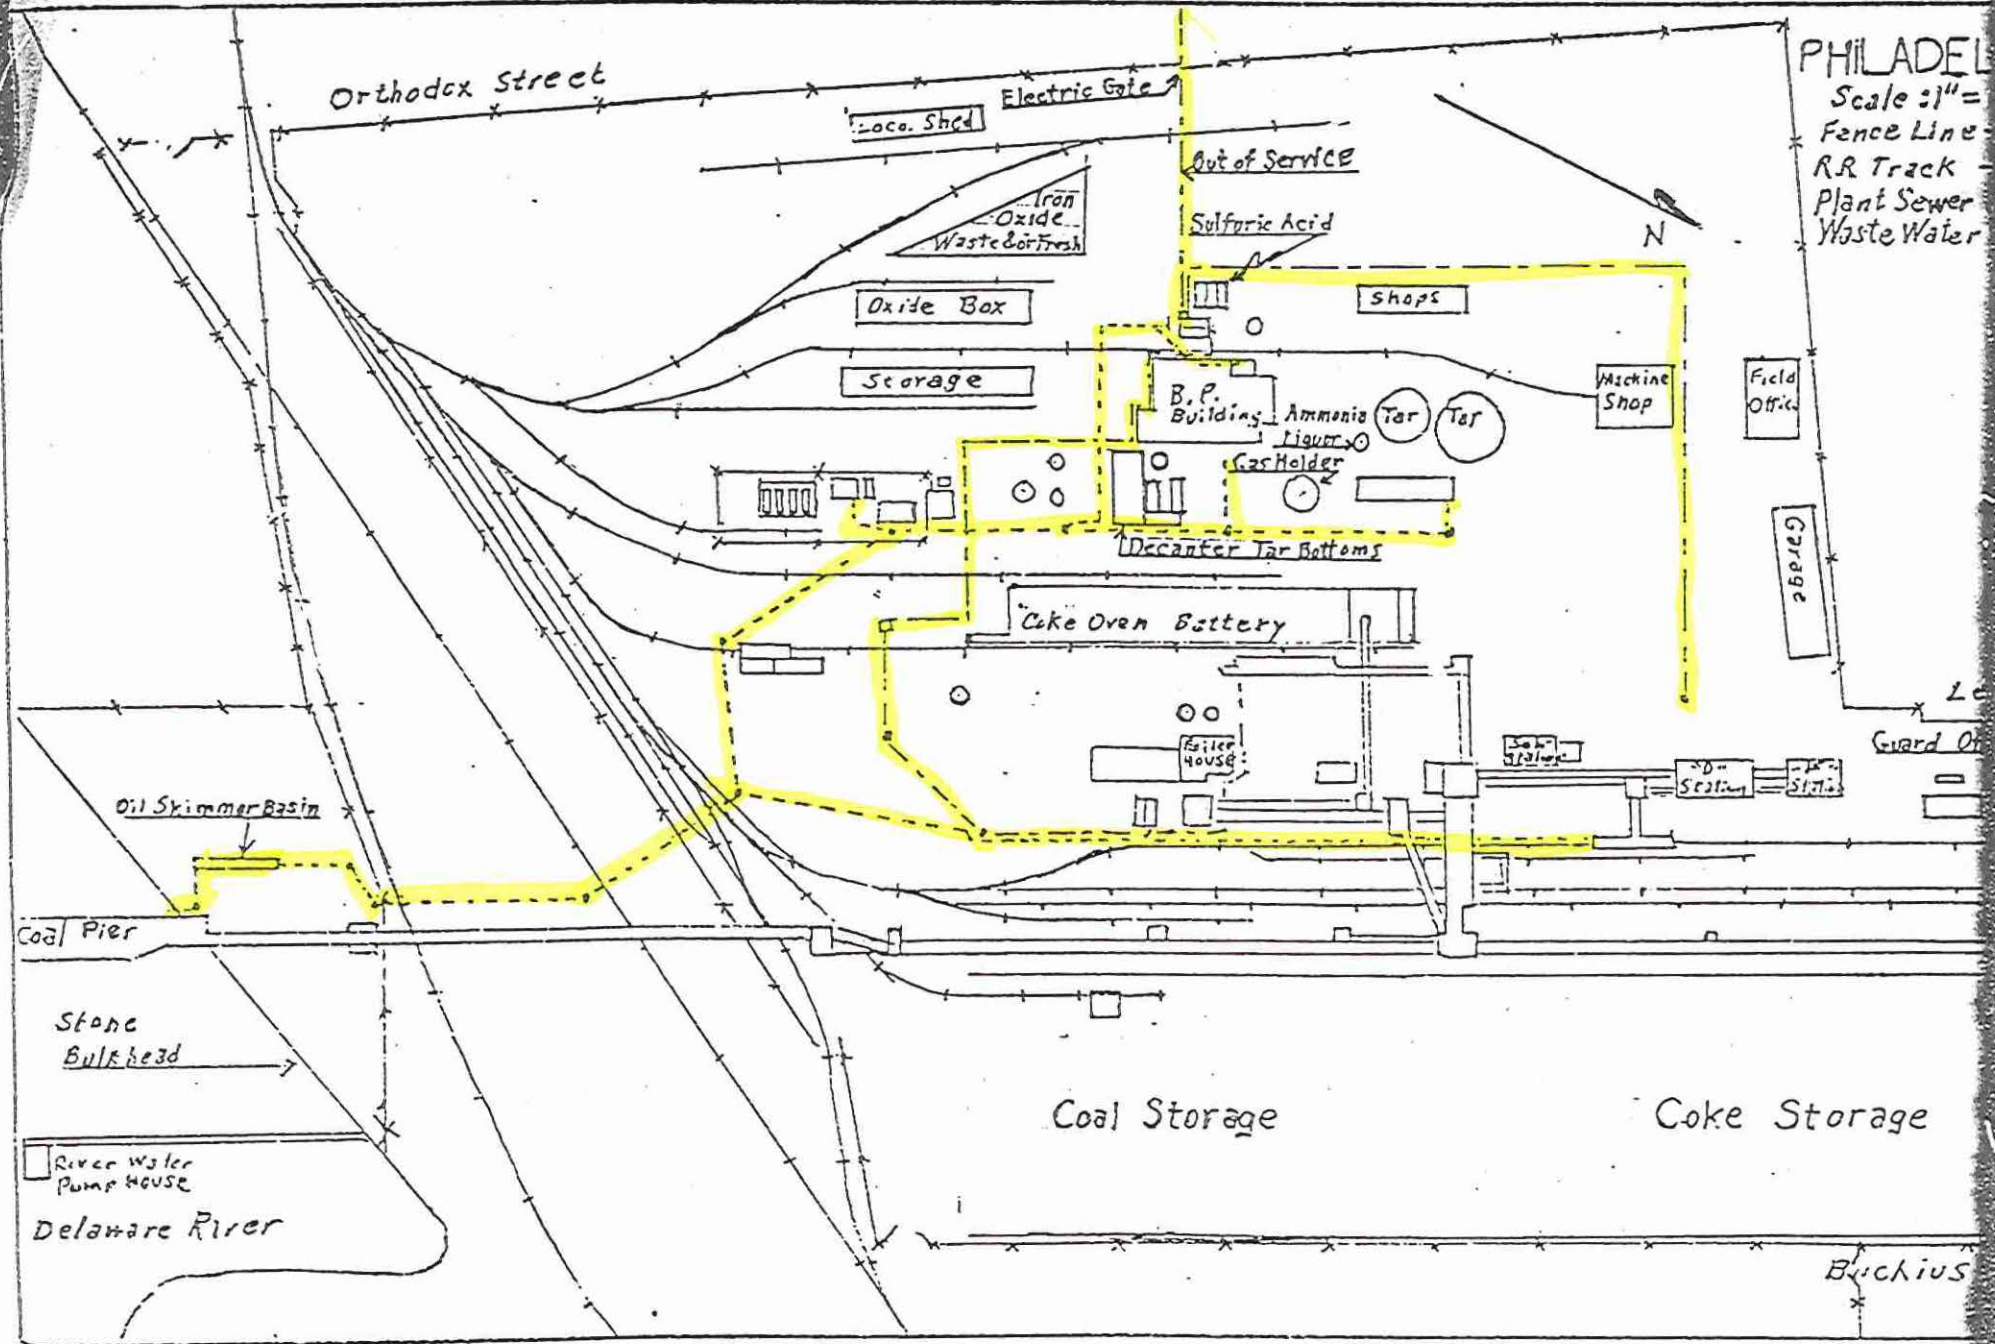 PHILADEL
Scale :1"=
Fence Line
RR Track
Plant Sewer
Waste Water
Orthodox Street
Electric Gate
Loco. Shed
Out of Service
Iron
Oxide
Waste &/or Fresh
Sulfuric Acid
N
Oxide Box
Shops
Storage
B.P.
Building
Ammonia
Liquor
Tar
Tar
Machine
Shop
Field
Office
Gas Holder
Decanter Tar Bottoms
Garage
Coke Oven Battery
Le
Guard Of
Boiler
House
"D"
Station
Oil Skimmer Basin
Coal Pier
Stone
Bulkhead
Coal Storage
Coke Storage
River Water
Pump House
Delaware River
Buckius